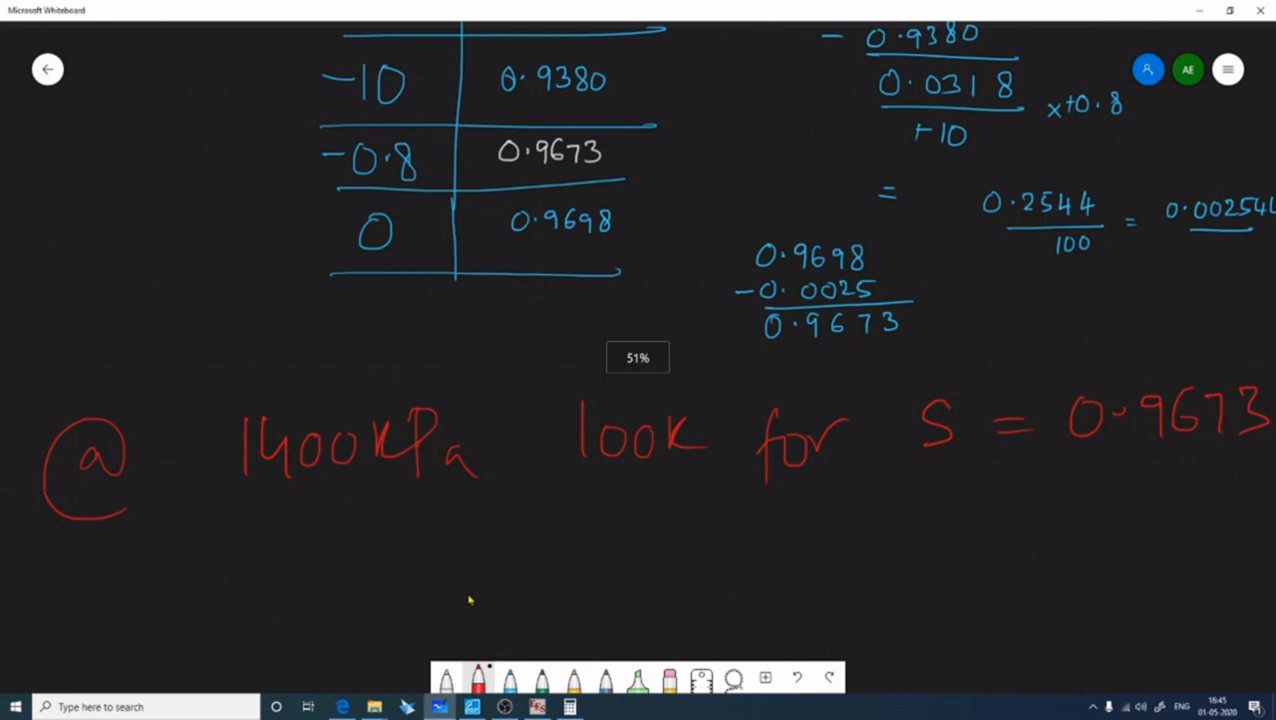 Microsoft Whiteboard
- 0.9380
-10 0.9380
0.0318 x+0.8
+10
AE
-0.8 0.9673
= 0.2544 = 0.002544
100
0 0.9698
0.9698
-0.0025
0.9673
51%
@ 1400kPa look for S = 0.9673
Type here to search
ENG
16:45
01-05-2020